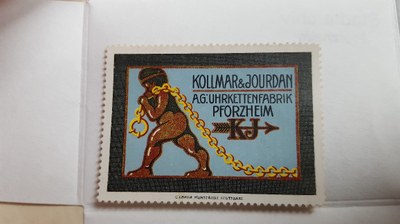 KOLLMAR & JOURDAN
A.G. UHRKETTENFABRIK
PFORZHEIM
KJ